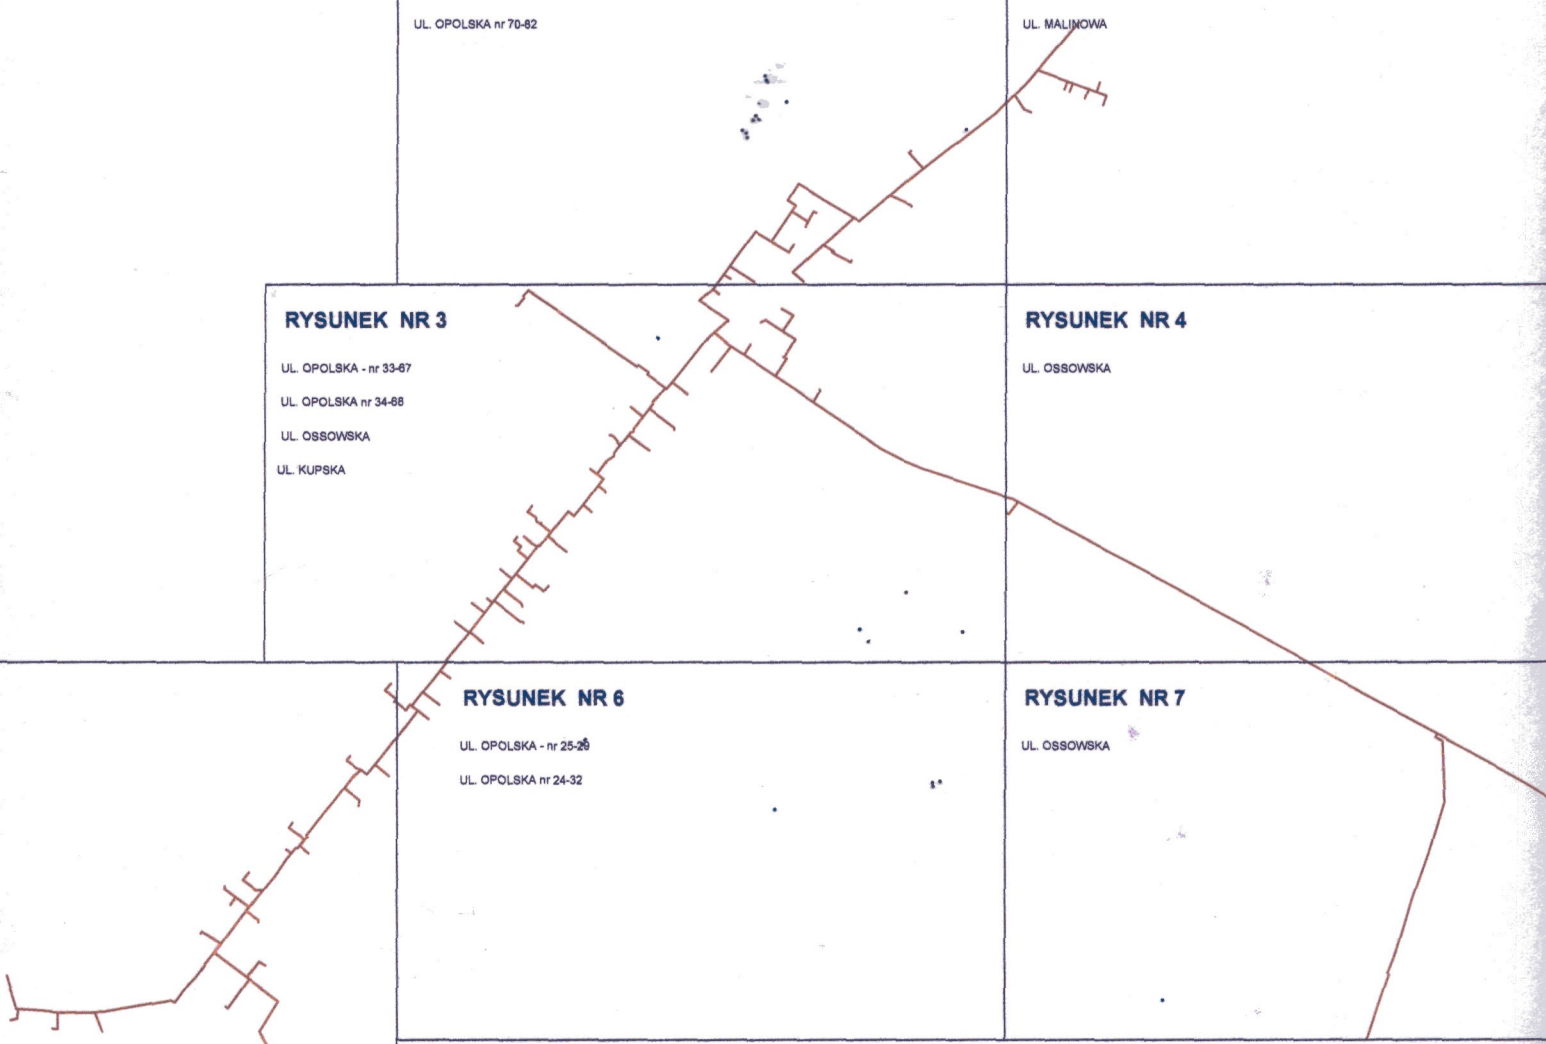 UL. OPOLSKA nr 70-82
UL. MALINOWA
RYSUNEK NR 3
UL. OPOLSKA - nr 33-67
UL. OPOLSKA nr 34-68
UL. OSSOWSKA
UL. KUPSKA
RYSUNEK NR 4
UL. OSSOWSKA
RYSUNEK NR 6
UL. OPOLSKA - nr 25-29
UL. OPOLSKA nr 24-32
RYSUNEK NR 7
UL. OSSOWSKA